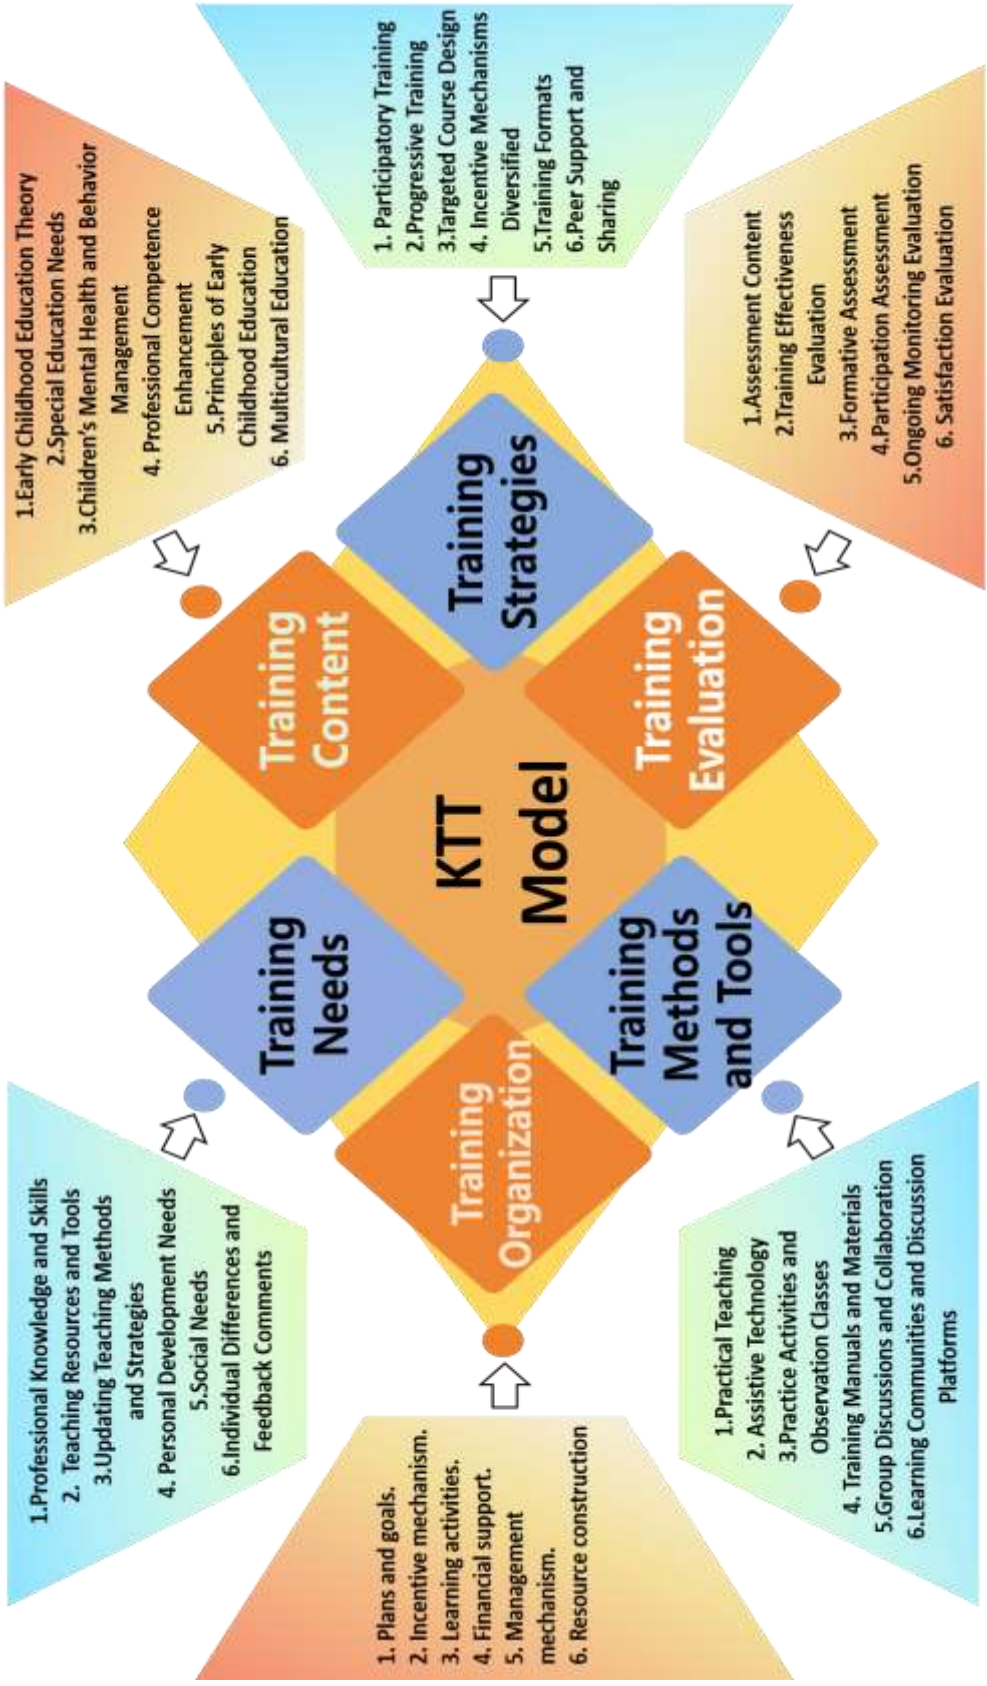 1.Professional Knowledge and Skills
2. Teaching Resources and Tools
3.Updating Teaching Methods
and Strategies
4. Personal Development Needs
5.Social Needs
6.Individual Differences and
Feedback Comments
1.Early Childhood Education Theory
2.Special Education Needs
3.Children's Mental Health and Behavior
Management
4. Professional Competence
Enhancement
5.Principles of Early
Childhood Education
6. Multicultural Education
Training
Needs
Training
Content
1. Plans and goals.
2. Incentive mechanism.
3. Learning activities.
4. Financial support.
5. Management
mechanism.
6. Resource construction
Training
Organization
KTT
Model
Training
Strategies
1. Participatory Training
2.Progressive Training
3.Targeted Course Design
4. Incentive Mechanisms
Diversified
5.Training Formats
6.Peer Support and
Sharing
Training
Methods
and Tools
Training
Evaluation
1.Practical Teaching
2. Assistive Technology
3.Practice Activities and
Observation Classes
4. Training Manuals and Materials
5.Group Discussions and Collaboration
6.Learning Communities and Discussion
Platforms
1.Assessment Content
2.Training Effectiveness
Evaluation
3.Formative Assessment
4.Participation Assessment
5.Ongoing Monitoring Evaluation
6. Satisfaction Evaluation